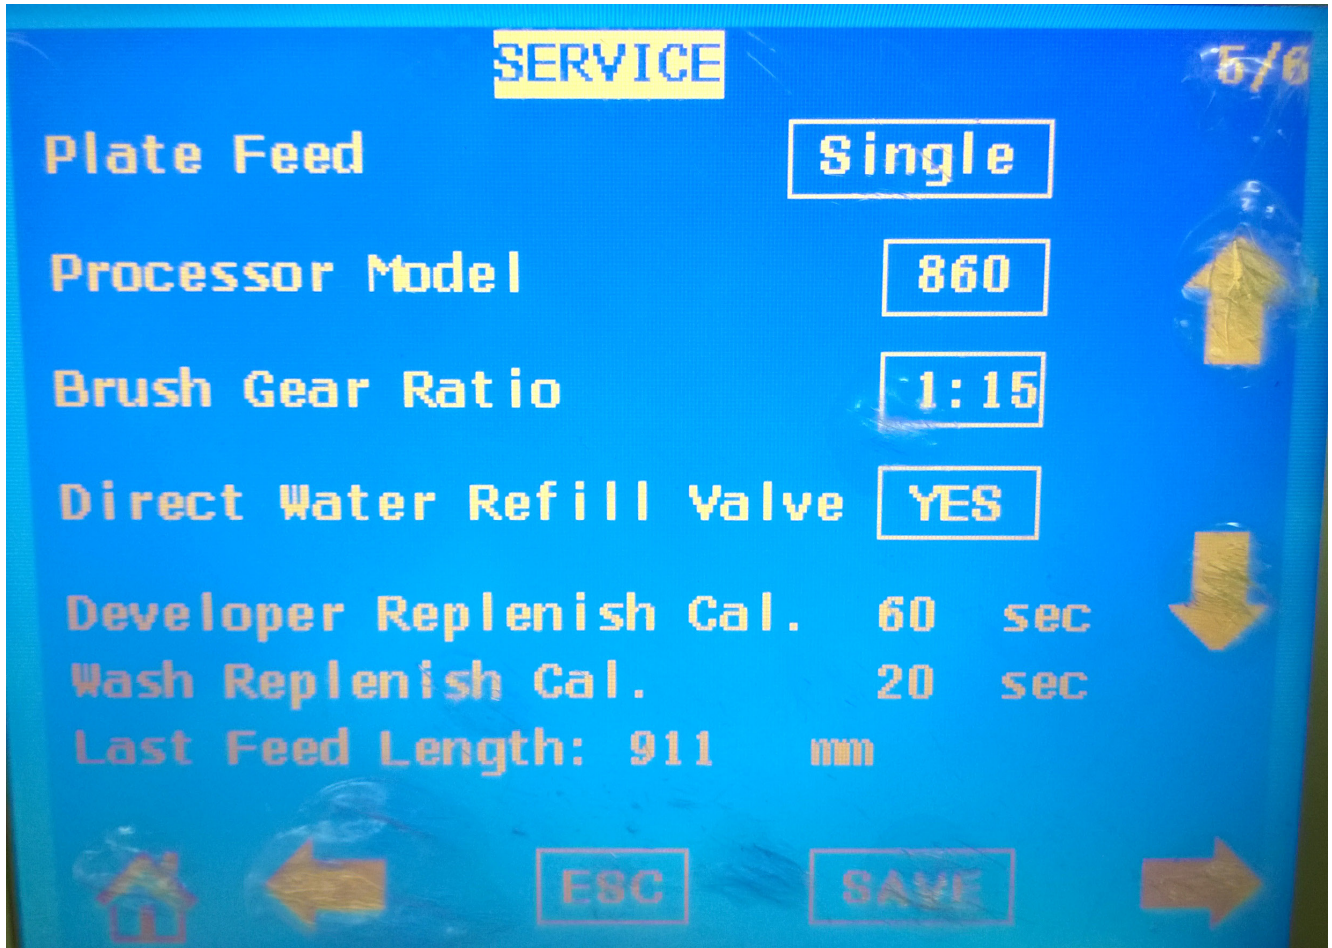 SERVICE 5/6
Plate Feed Single
Processor Model 860
Brush Gear Ratio 1:15
Direct Water Refill Valve YES
Developer Replenish Cal. 60 sec
Wash Replenish Cal. 20 sec
Last Feed Length: 911 mm
ESC SAVE